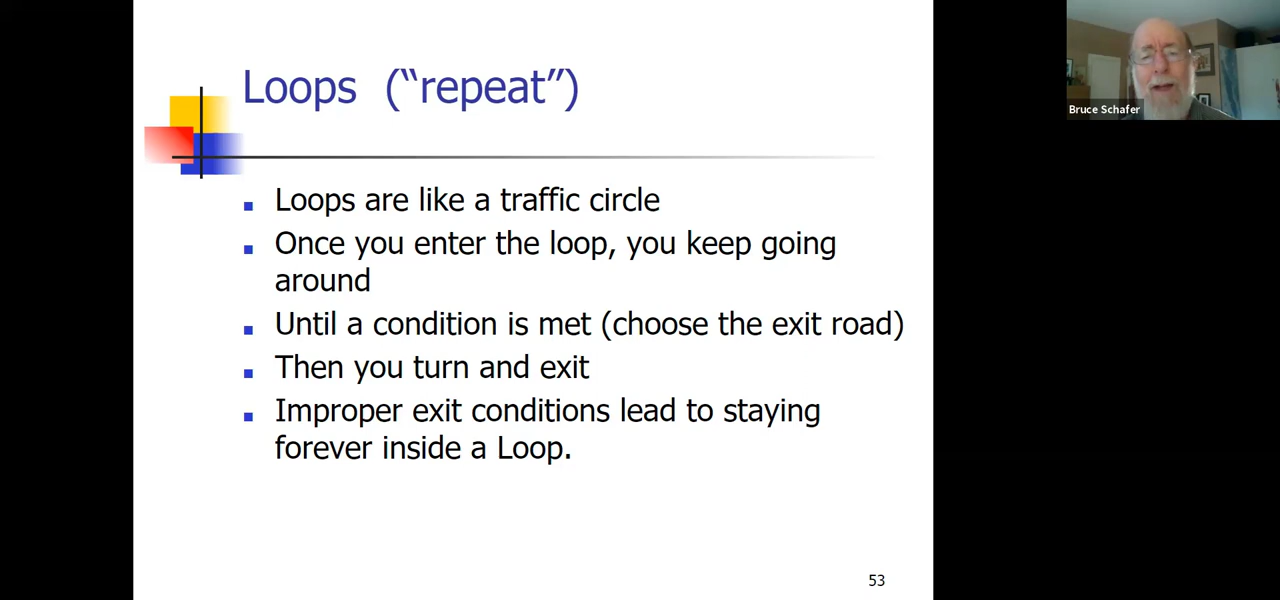 Loops ("repeat")
Bruce Schafer
Loops are like a traffic circle
Once you enter the loop, you keep going
around
Until a condition is met (choose the exit road)
Then you turn and exit
Improper exit conditions lead to staying
forever inside a Loop.
53